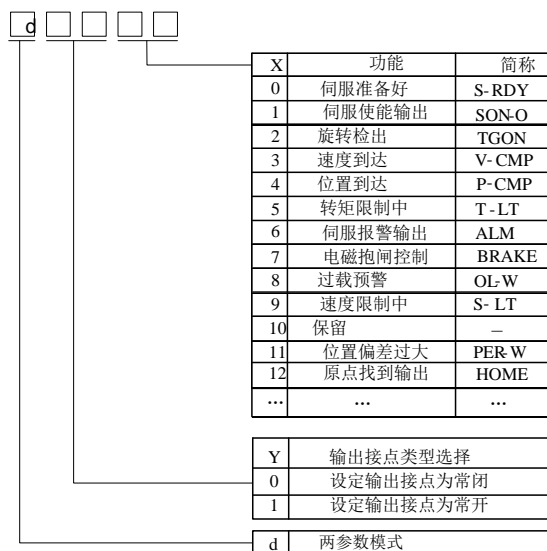 d
X 功能 简称
0 伺服准备好 S-RDY
1 伺服使能输出 SON-O
2 旋转检出 TGON
3 速度到达 V-CMP
4 位置到达 P-CMP
5 转矩限制中 T-LT
6 伺服报警输出 ALM
7 电磁抱闸控制 BRAKE
8 过载预警 OL-W
9 速度限制中 S-LT
10 保留 –
11 位置偏差过大 PER-W
12 原点找到输出 HOME
... ... ...
Y 输出接点类型选择
0 设定输出接点为常闭
1 设定输出接点为常开
d 两参数模式